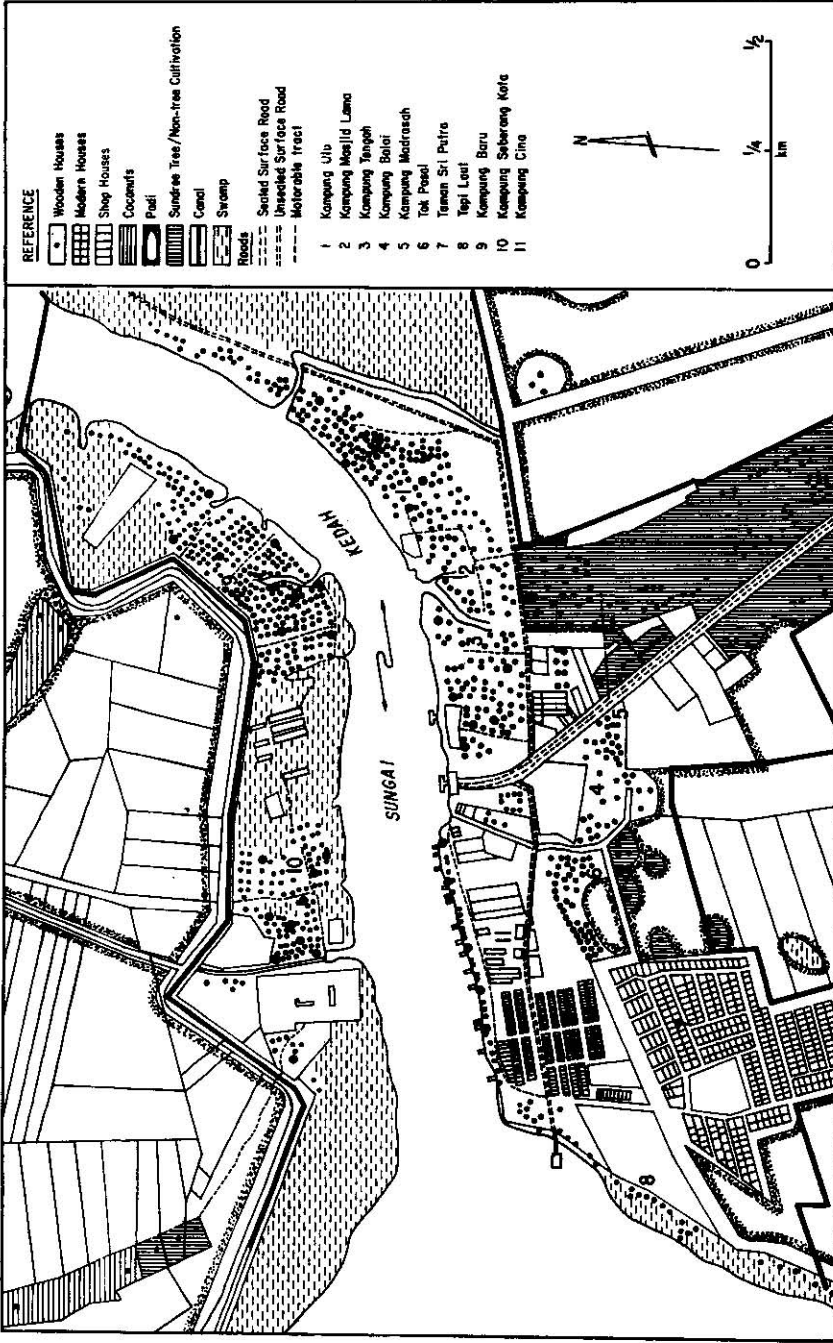 REFERENCE
Wooden Houses
Modern Houses
Shop Houses
Coconuts
Padi
Sundree Tree/Non-tree Cultivation
Canal
Swamp
Roads
Sealed Surface Road
Unsealed Surface Road
Motorable tract
1 Kampung Ulu
2 Kampung Masjid Lama
3 Kampung Tengah
4 Kampung Balai
5 Kampung Madrasah
6 Tok Pasai
7 Taman Sri Putra
8 Tepi Laut
9 Kampung Baru
10 Kampung Seberang Kota
11 Kampung Cina
N
0 1/4 1/2
km
SUNGAI KEDAH
1
2
3
4
8
10
11